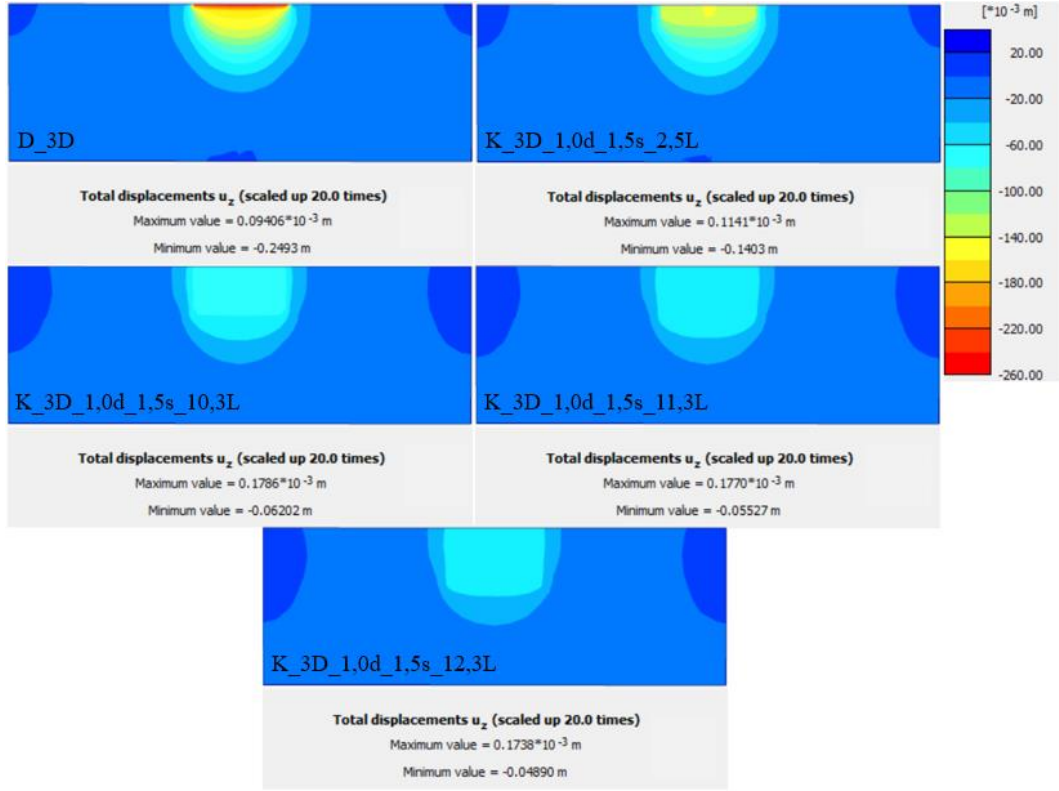 [*10 -3 m]
20.00
-20.00
-60.00
-100.00
-140.00
-180.00
-220.00
-260.00
D_3D
Total displacements uz (scaled up 20.0 times)
Maximum value = 0.09406*10 -3 m
Minimum value = -0.2493 m
K_3D_1,0d_1,5s_2,5L
Total displacements uz (scaled up 20.0 times)
Maximum value = 0.1141*10 -3 m
Minimum value = -0.1403 m
K_3D_1,0d_1,5s_10,3L
Total displacements uz (scaled up 20.0 times)
Maximum value = 0.1786*10 -3 m
Minimum value = -0.06202 m
K_3D_1,0d_1,5s_11,3L
Total displacements uz (scaled up 20.0 times)
Maximum value = 0.1770*10 -3 m
Minimum value = -0.05527 m
K_3D_1,0d_1,5s_12,3L
Total displacements uz (scaled up 20.0 times)
Maximum value = 0.1738*10 -3 m
Minimum value = -0.04890 m